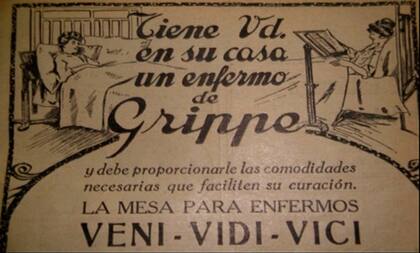 Tiene Vd.
en su casa
un enfermo
de
Grippe
y debe proporcionarle las comodidades
necesarias que faciliten su curación.
LA MESA PARA ENFERMOS
VENI - VIDI - VICI